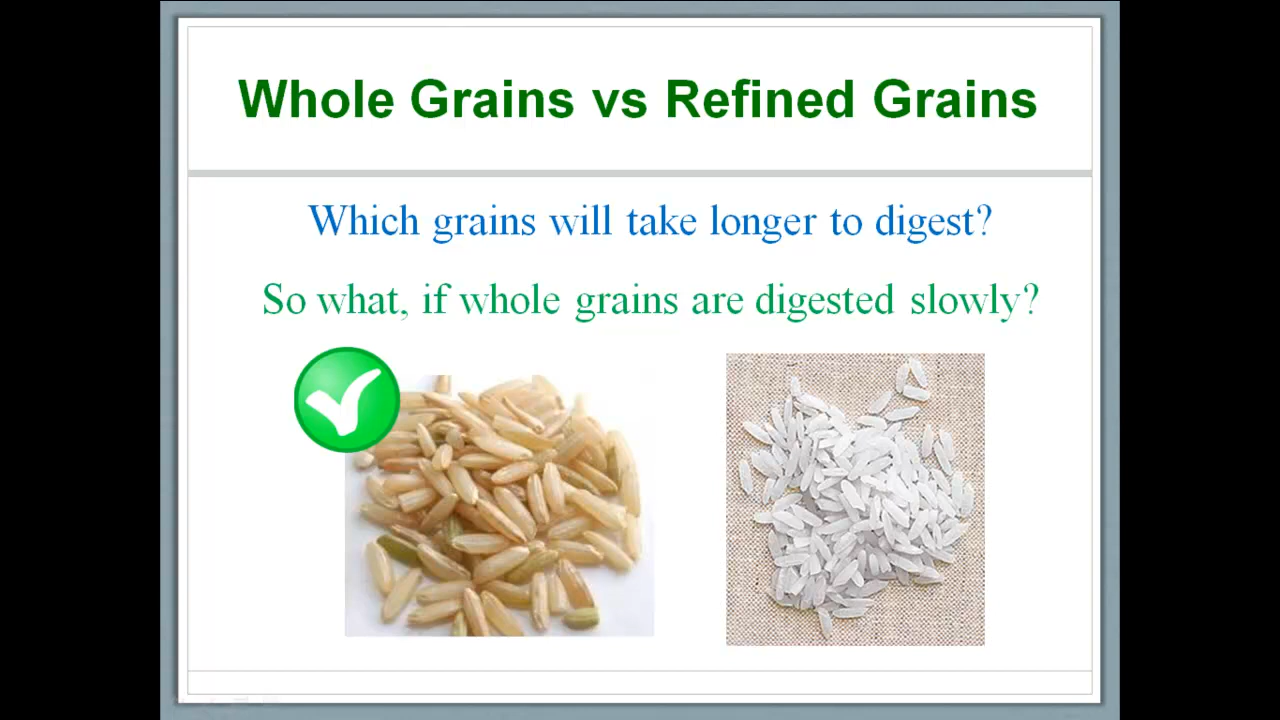 Whole Grains vs Refined Grains
Which grains will take longer to digest?
So what, if whole grains are digested slowly?